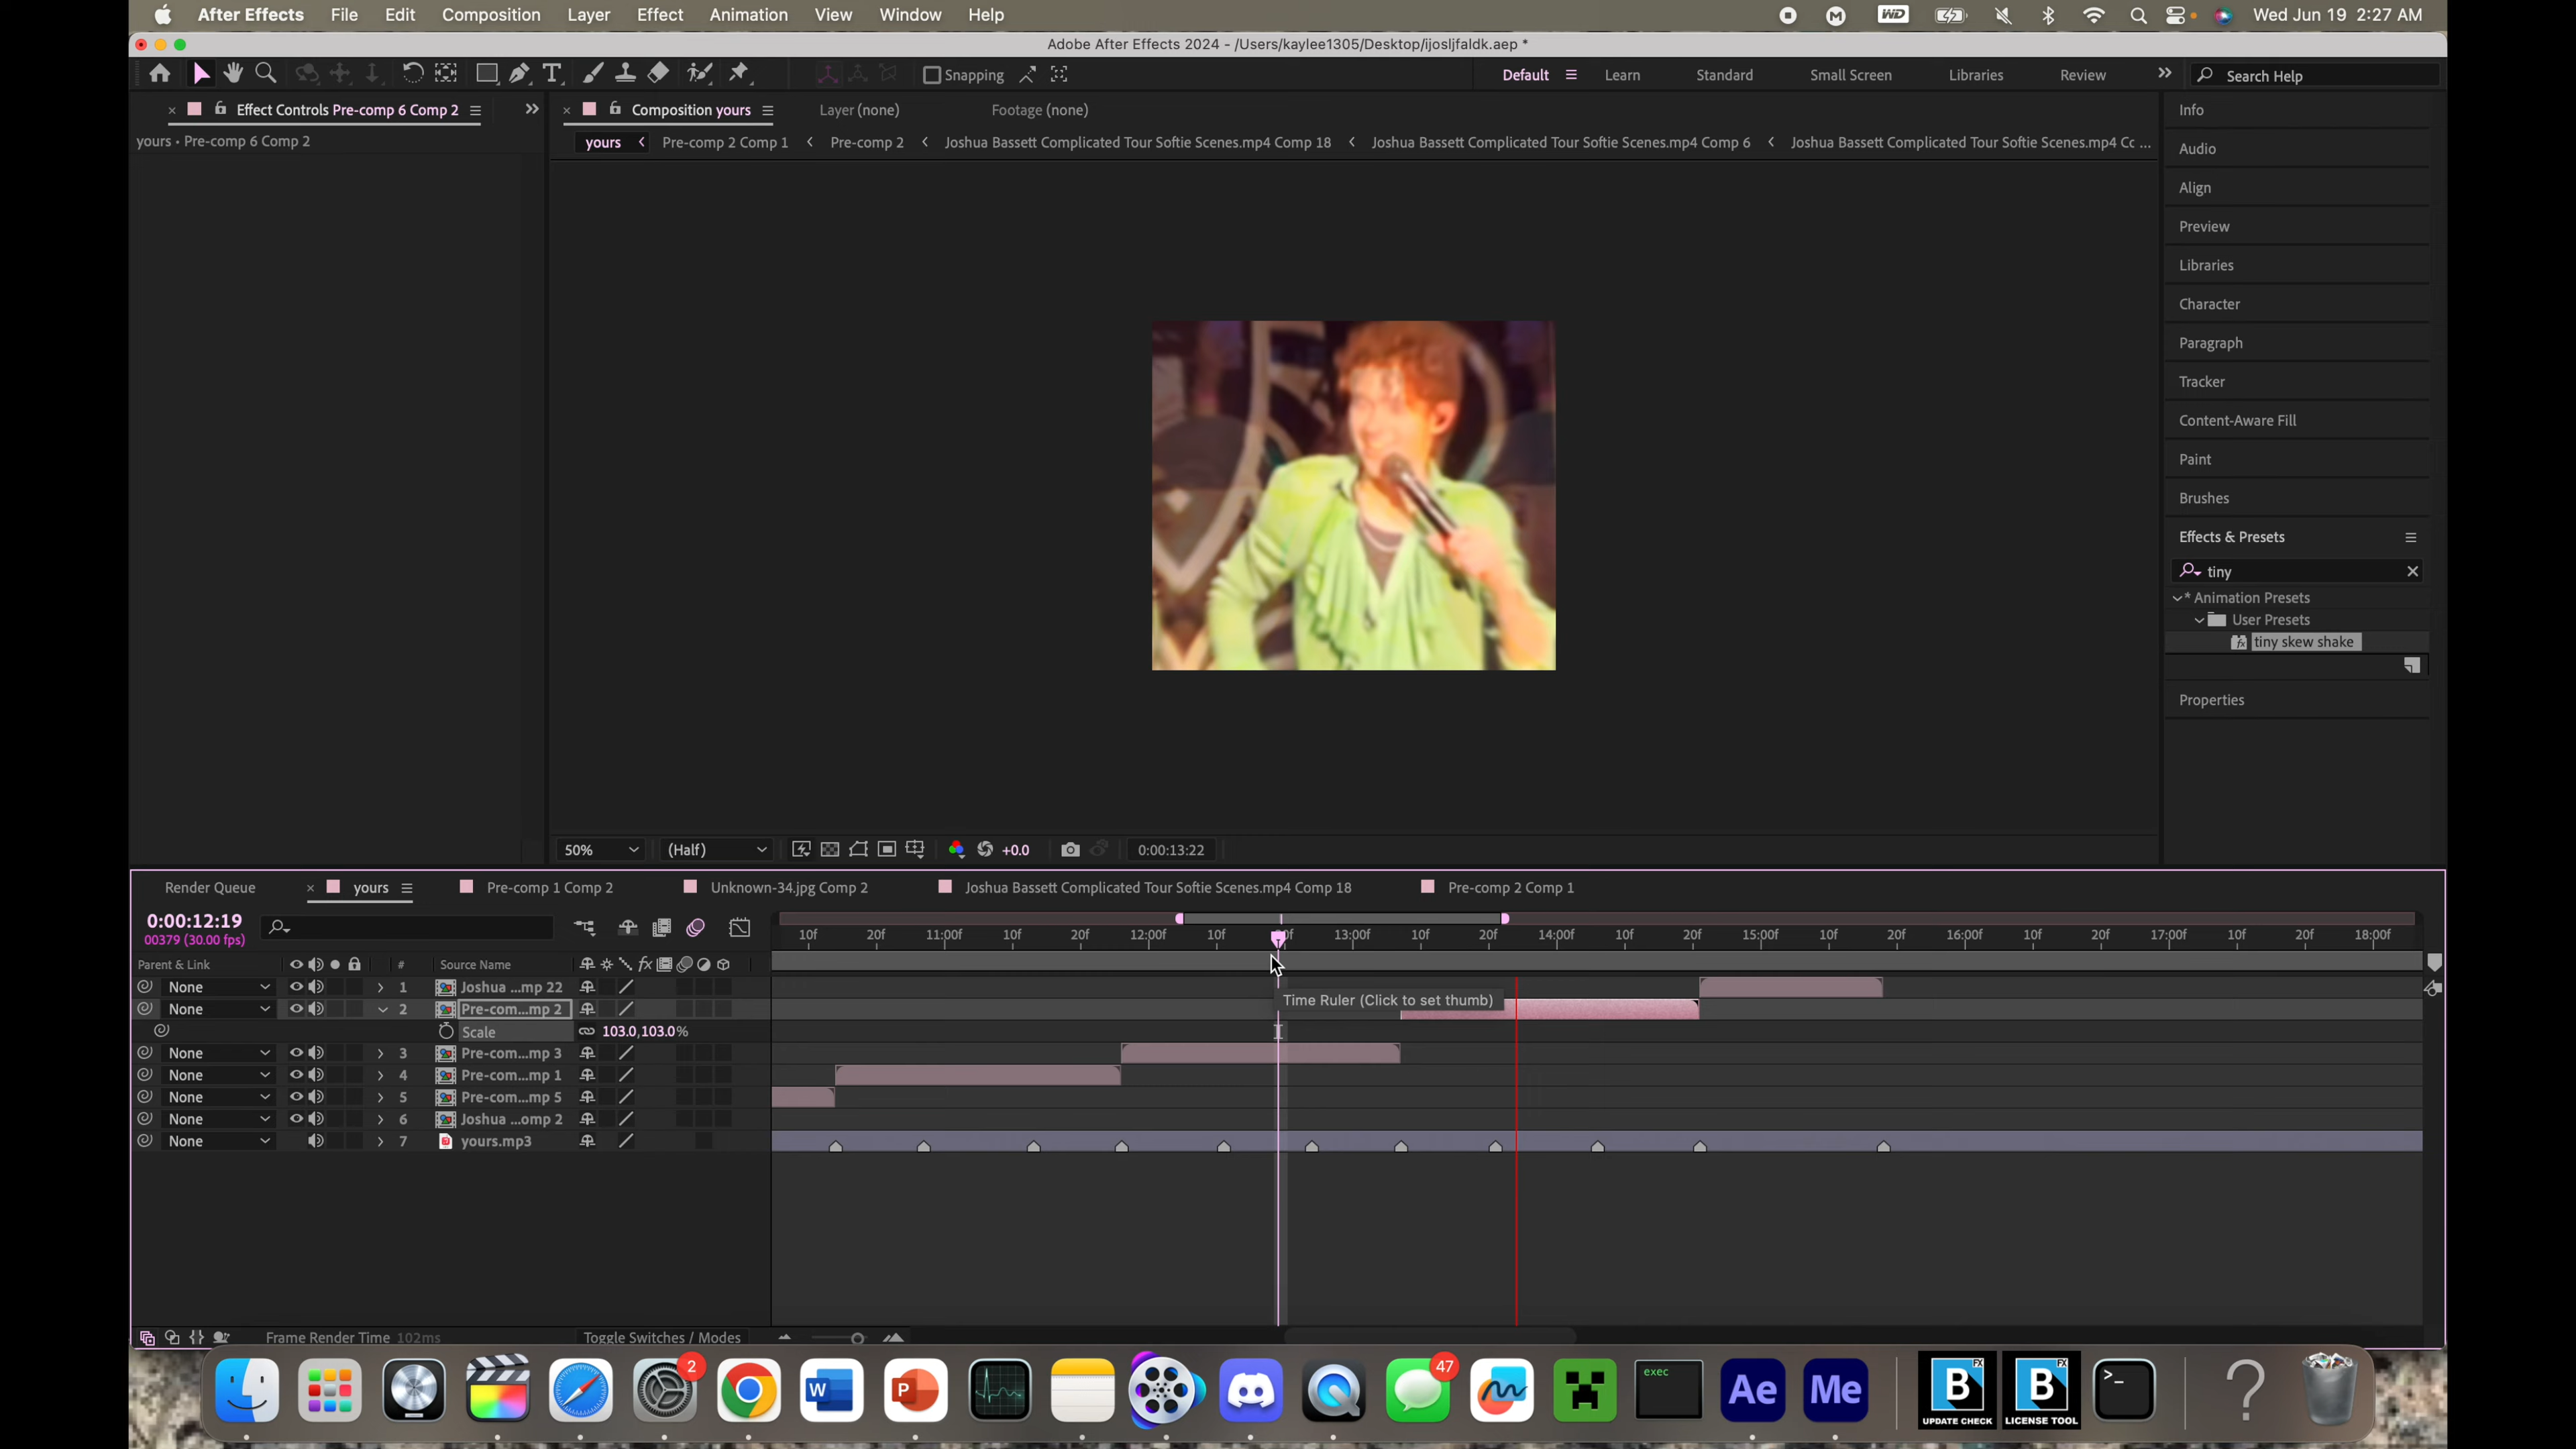 After Effects File Edit Composition Layer Effect Animation View Window Help WD Wed Jun 19 2:27 AM
Adobe After Effects 2024 - /Users/kaylee1305/Desktop/ijosljfaldk.aep *
Snapping Default Learn Standard Small Screen Libraries Review Search Help
Effect Controls Pre-comp 6 Comp 2 Composition yours Layer (none) Footage (none) Info
yours • Pre-comp 6 Comp 2 yours Pre-comp 2 Comp 1 Pre-comp 2 Joshua Bassett Complicated Tour Softie Scenes.mp4 Comp 18 Joshua Bassett Complicated Tour Softie Scenes.mp4 Comp 6 Joshua Bassett Complicated Tour Softie Scenes.mp4 Cc ...
Audio
Align
Preview
Libraries
Character
Paragraph
Tracker
Content-Aware Fill
Paint
Brushes
Effects & Presets
tiny
* Animation Presets
User Presets
tiny skew shake
Properties
50% (Half) +0.0 0:00:13:22
Render Queue yours Pre-comp 1 Comp 2 Unknown-34.jpg Comp 2 Joshua Bassett Complicated Tour Softie Scenes.mp4 Comp 18 Pre-comp 2 Comp 1
0:00:12:19
00379 (30.00 fps)
10f 20f 11:00f 10f 20f 12:00f 10f 13:00f 10f 20f 14:00f 10f 20f 15:00f 10f 20f 16:00f 10f 20f 17:00f 10f 20f 18:00f
Parent & Link # Source Name fx
None 1 Joshua ...mp 22
None 2 Pre-com...mp 2 Time Ruler (Click to set thumb)
Scale 103.0,103.0%
None 3 Pre-com...mp 3
None 4 Pre-com...mp 1
None 5 Pre-com...mp 5
None 6 Joshua ...omp 2
None 7 yours.mp3
Frame Render Time 102ms Toggle Switches / Modes
2 W P 47 exec Ae Me B FX UPDATE CHECK B FX LICENSE TOOL >_ ?